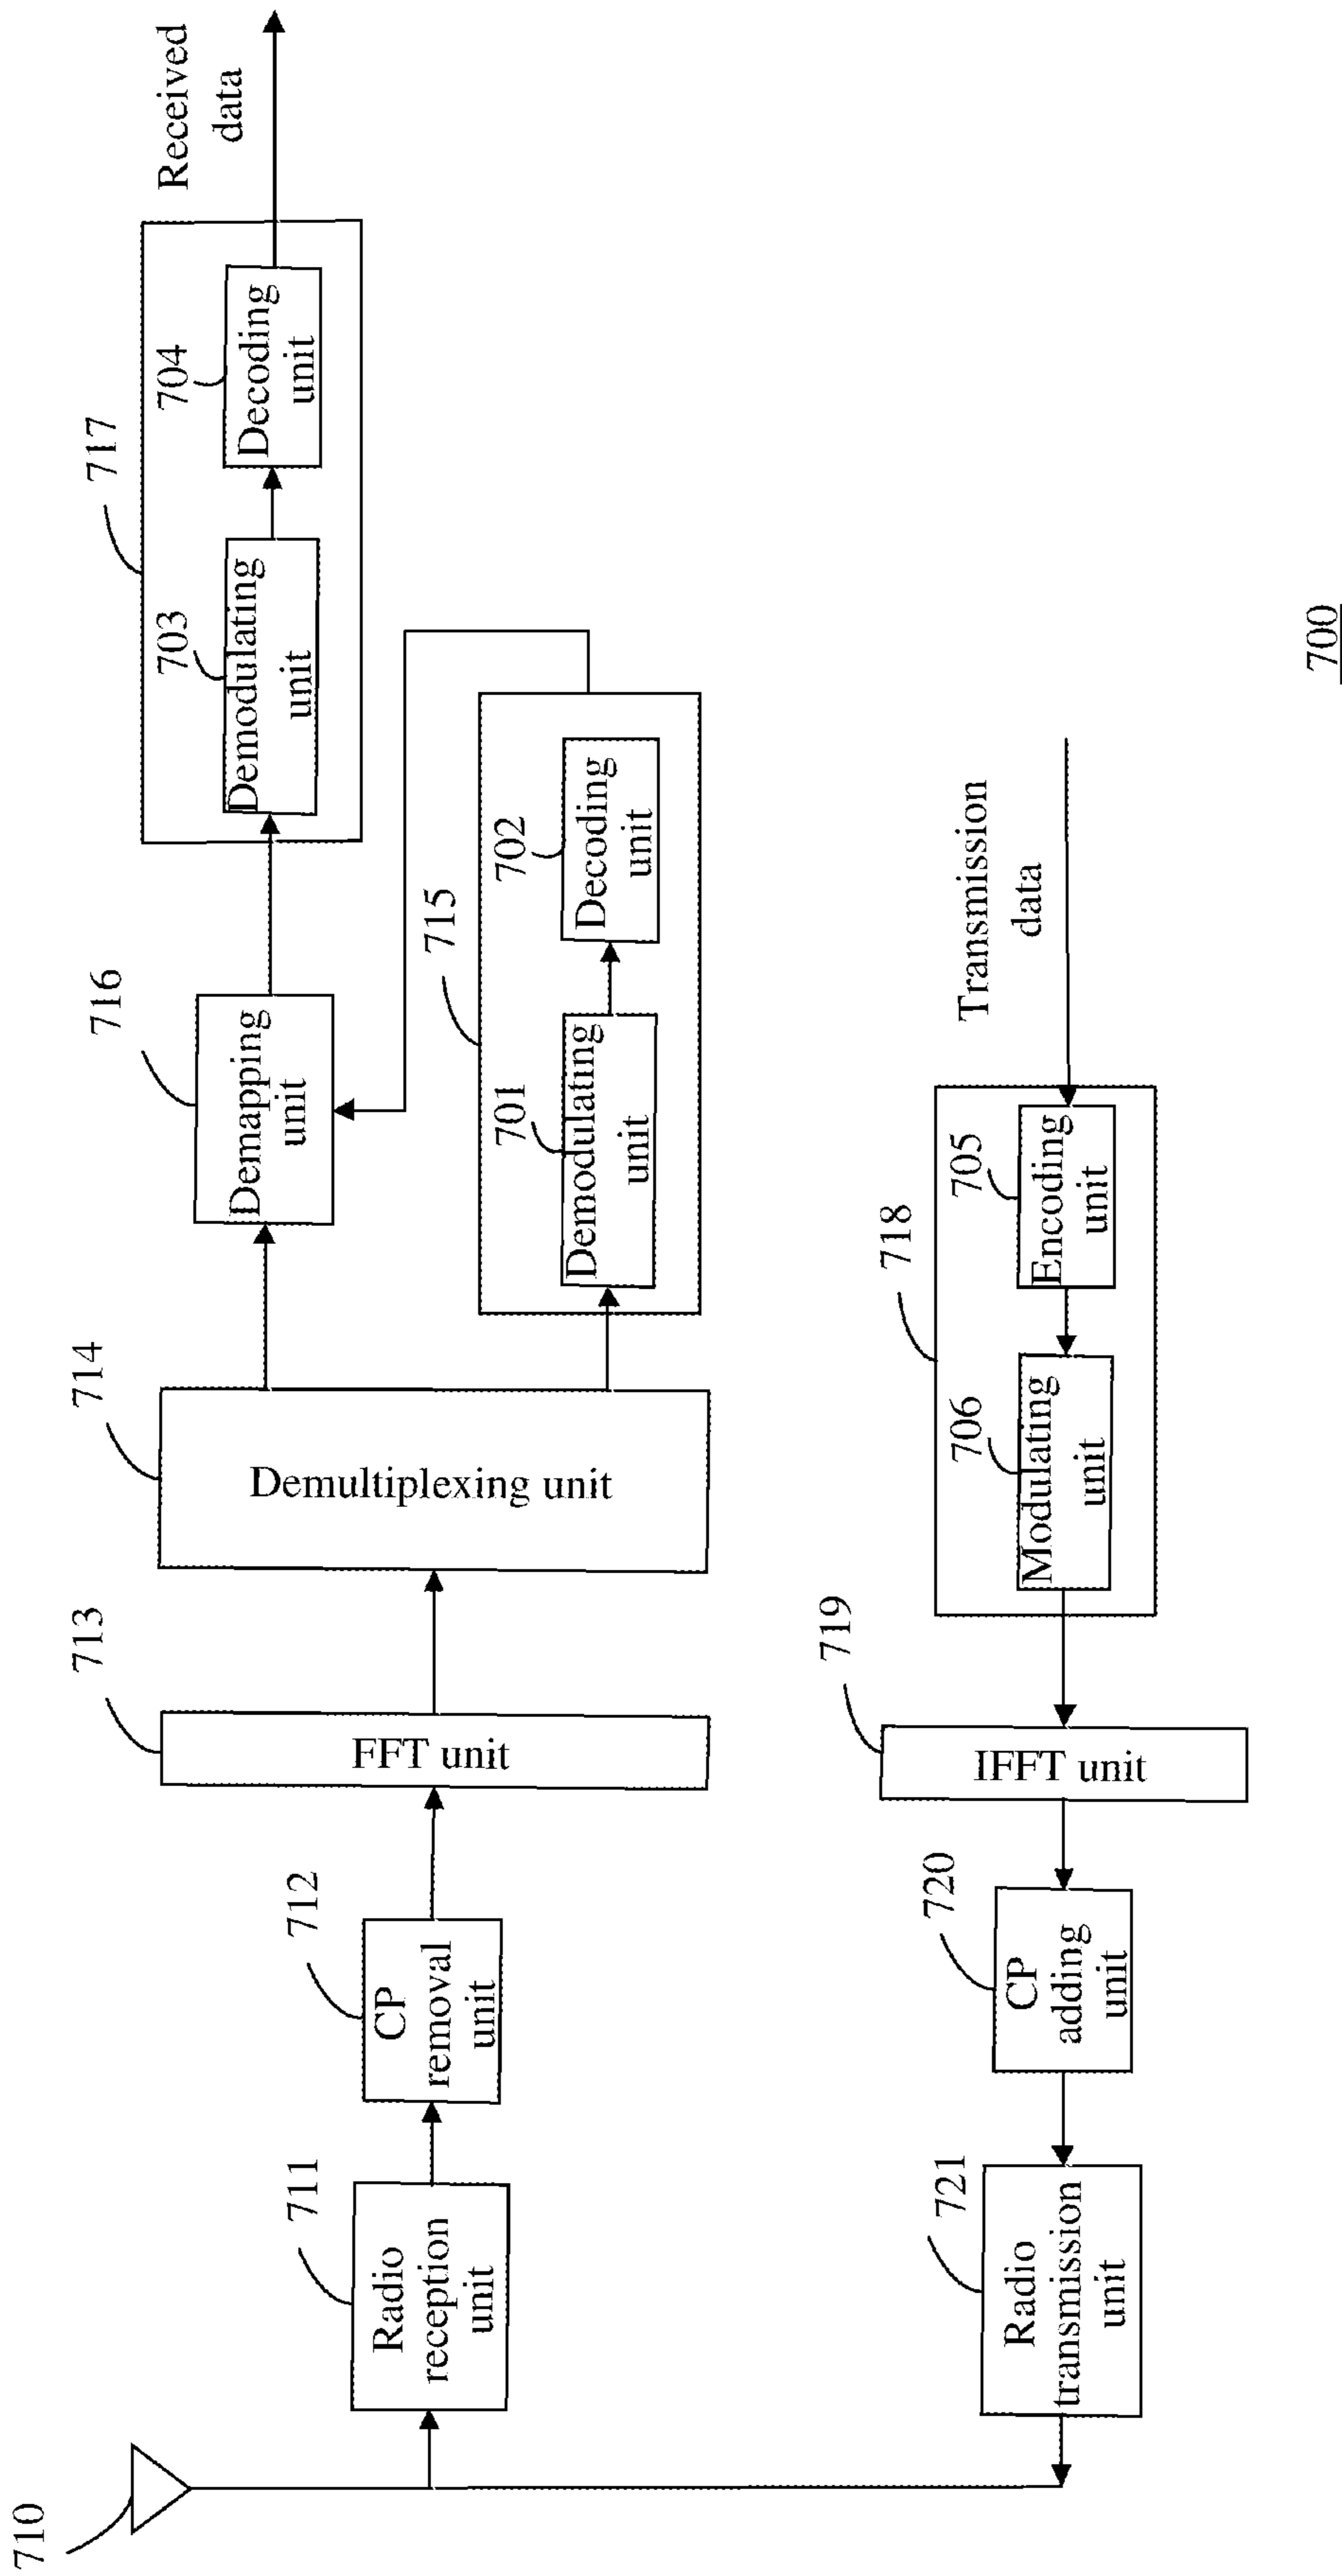 710
711
Radio
reception
unit
712
CP
removal
unit
713
FFT unit
714
Demultiplexing unit
716
Demapping
unit
717
703
Demodulating
unit
704
Decoding
unit
Received
data
715
701
Demodulating
unit
702
Decoding
unit
721
Radio
transmission
unit
720
CP
adding
unit
719
IFFT unit
718
706
Modulating
unit
705
Encoding
unit
Transmission
data
700